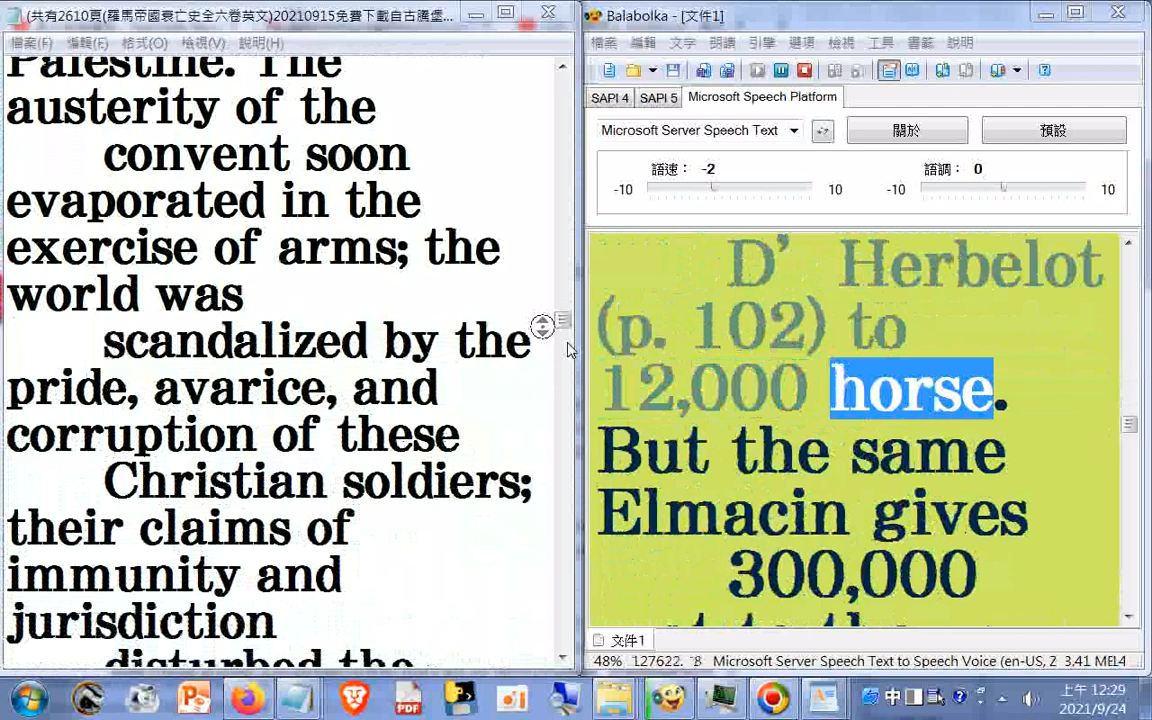 (共有2610頁(羅馬帝國衰亡史全六卷英文)20210915免費下載自古騰堡...
檔案(F) 編輯(E) 格式(O) 檢視(V) 說明(H)
Palestine. The
austerity of the
convent soon
evaporated in the
exercise of arms; the
world was
scandalized by the
pride, avarice, and
corruption of these
Christian soldiers;
their claims of
immunity and
jurisdiction
disturbed the
Balabolka - [文件1]
檔案 編輯 文字 朗讀 引擎 選項 檢視 工具 書籤 說明
SAPI 4 SAPI 5 Microsoft Speech Platform
Microsoft Server Speech Text 關於 預設
語速： -2 語調： 0
-10 10 -10 10
D’ Herbelot
(p. 102) to
12,000 horse.
But the same
Elmacin gives
300,000
文件1
48% Microsoft Server Speech Text to Speech Voice (en-US, Z
PDF 中 上午 12:29
2021/9/24